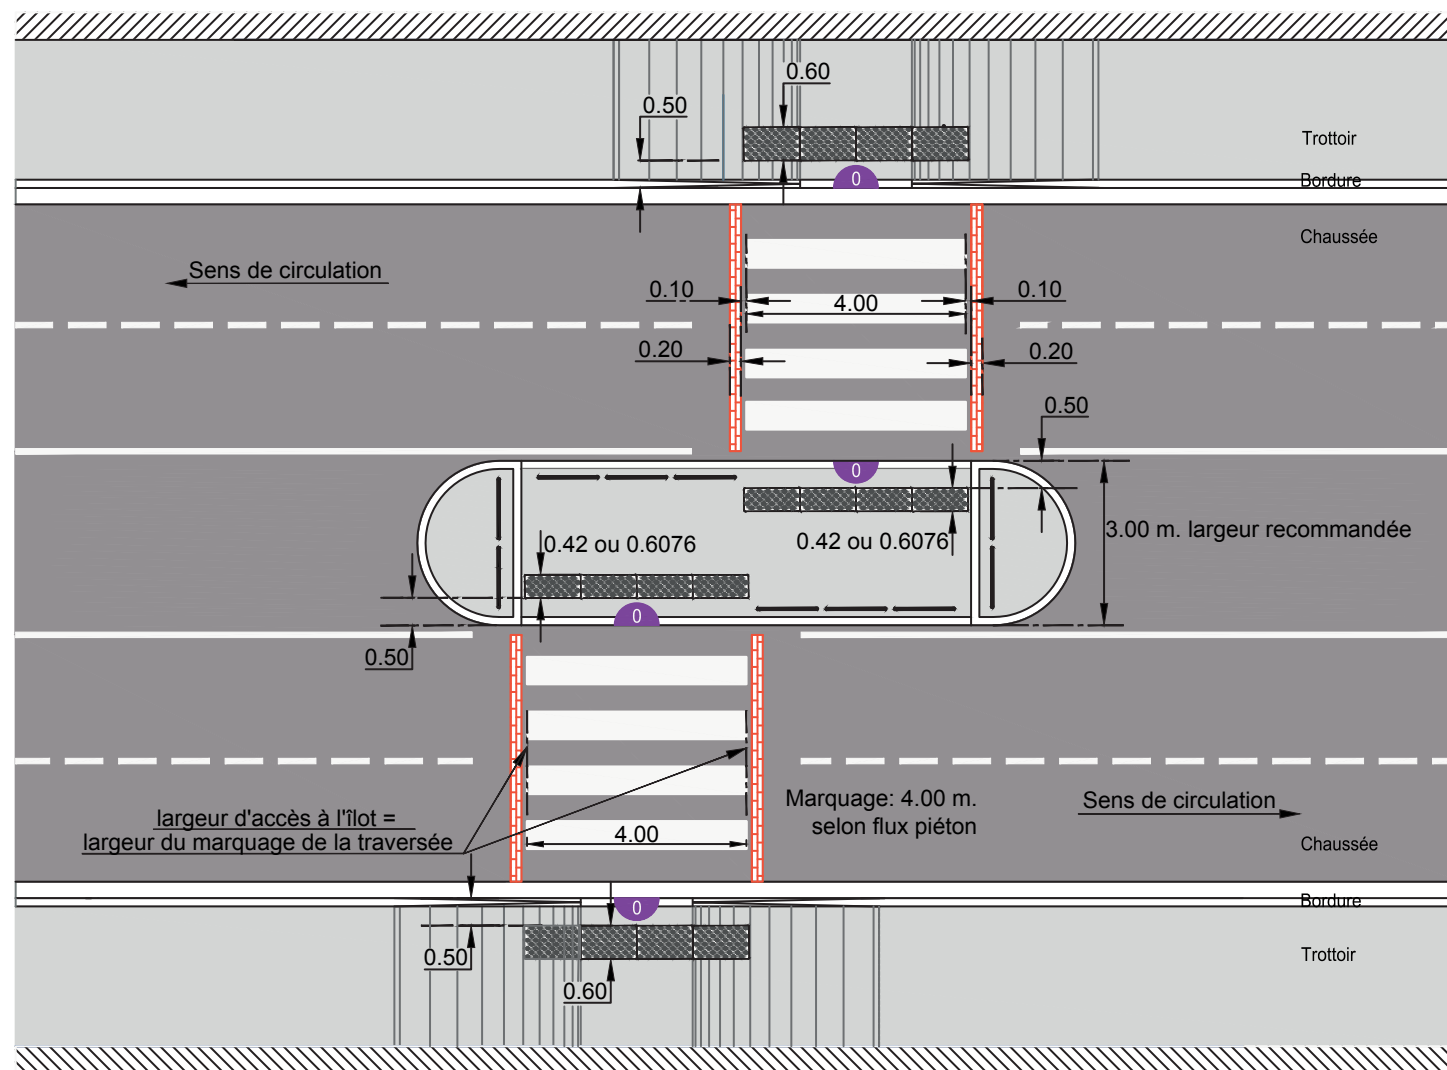 0.60
0.50
Trottoir
0
Bordure
Chaussée
Sens de circulation
0.10
4.00
0.10
0.20
0.20
0.50
0
3.00 m. largeur recommandée
0.42 ou 0.6076
0.42 ou 0.6076
0
0.50
Marquage: 4.00 m.
selon flux piéton
Sens de circulation
largeur d'accès à l'îlot =
largeur du marquage de la traversée
4.00
Chaussée
Bordure
0
0.50
Trottoir
0.60